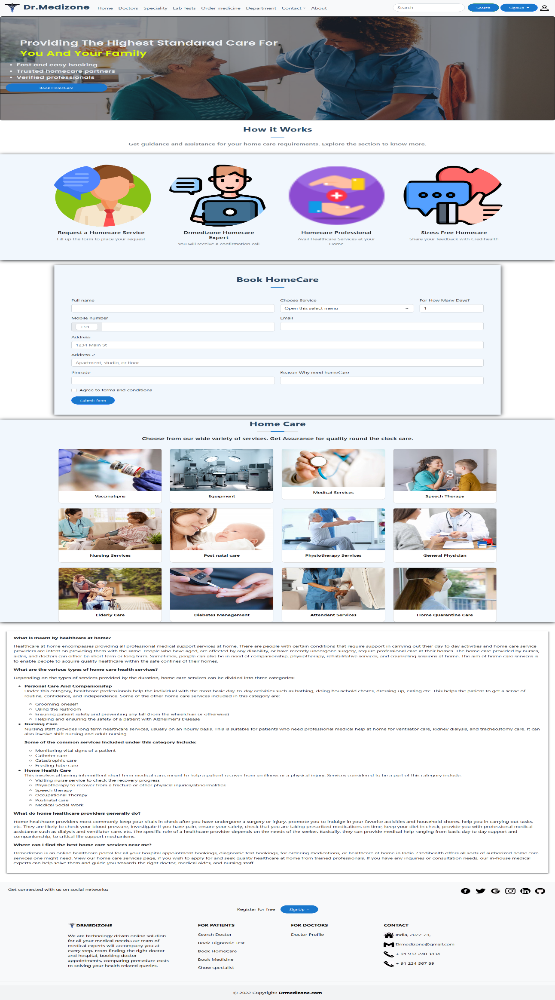 Dr.Medizone
Home Doctors Speciality Lab Tests Order medicine Department Contact About
Search
Search
SignUp
Providing The Highest Standarad Care For
You And Your Family
• Fast and easy booking
• Trusted homecare partners
• Verified professionals
Book HomeCare
How it Works
Get guidance and assistance for your home care requirements. Explore the section to know more.
Request a Homecare Service
Fill up the form to place your request
Drmedizone Homecare
Expert
You will receive a confirmation call
Homecare Professional
Avail Healthcare Services at your
Home
Stress Free Homecare
Share your feedback with Credihealth
Book HomeCare
Full name
Choose Service
For How Many Days?
Open this select menu
1
Mobile number
Email
+91
Address
1234 Main St
Address 2
Apartment, studio, or floor
Pincode
Reason Why need homeCare
Agree to terms and conditions
Submit form
Home Care
Choose from our wide variety of services. Get Assurance for quality round the clock care.
COVID-19
S
Vaccinatipns
Equipment
Medical Services
Speech Therapy
Nursing Services
Post natal care
Physiotherapy Services
General Physician
Elderly Care
Diabetes Management
Attendant Services
Home Quarantine Care
What is meant by healthcare at home?
Healthcare at home encompasses providing all professional medical support services at home. There are people with certain conditions that require support in carrying out their day to day activities and home care service
providers are intent on providing them with the same. People who have aged, are affected by any disability, or have recently undergone surgery, require professional care at their homes. The home care provided by nurses,
aides, and doctors can either be short term or long term. Sometimes, people can also be in need of companionship, physiotherapy, rehabilitative services, and counseling sessions at home. The aim of home care services is
to enable people to acquire quality healthcare within the safe confines of their homes.
What are the various types of home care health services?
Depending on the types of services provided by the duration, home care services can be divided into three categories:
• Personal Care And Companionship
Under this category, healthcare professionals help the individual with the most basic day-to-day activities such as bathing, doing household chores, dressing up, eating etc. This helps the patient to get a sense of
routine, confidence, and independence. Some of the other home care services included in this category are:
◦ Grooming oneself
◦ Using the restroom
◦ Ensuring patient safety and preventing any fall (from the wheelchair or otherwise)
◦ Helping and ensuring the safety of a patient with Alzheimer's Disease
• Nursing Care
Nursing staff provides long term healthcare services, usually on an hourly basis. This is suitable for patients who need professional medical help at home for ventilator care, kidney dialysis, and tracheostomy care. It can
also involve shift nursing and adult nursing.
Some of the common services included under this category include:
◦ Monitoring vital signs of a patient
◦ Catheter care
◦ Catastrophic care
◦ Feeding tube care
• Home Health Care
This involves attaining intermittent short term medical care, meant to help a patient recover from an illness or a physical injury. Services considered to be a part of this category include:
◦ Visiting nurse service to check the recovery progress
◦ Physiotherapy to recover from a fracture or other physical injuries/abnormalities
◦ Speech therapy
◦ Occupational Therapy
◦ Postnatal care
◦ Medical Social Work
What do home healthcare providers generally do?
Home healthcare providers most commonly keep your vitals in check after you have undergone a surgery or injury, promote you to indulge in your favorite activities and household chores, help you in carrying out tasks,
etc. They are likely to check your blood pressure, investigate if you have pain, ensure your safety, check that you are taking prescribed medications on time, keep your diet in check, provide you with professional medical
assistance such as dialysis and ventilator care, etc. The specific role of a healthcare provider depends on the needs of the seeker. Basically, they can provide medical help ranging from basic day to day support and
companionship, to critical life support mechanisms.
Where can I find the best home care services near me?
Drmedizone is an online healthcare portal for all your hospital appointment bookings, diagnostic test bookings, for ordering medications, or healthcare at home in India. Credihealth offers all sorts of authorized home care
services one might need. View our home care services page, if you wish to apply for and seek quality healthcare at home from trained professionals. If you have any inquiries or consultation needs, our in-house medical
experts can help solve them and guide you towards the right doctor, medical aides, and nursing staff.
Get connected with us on social networks:
Register for free
SignUp
DRMEDIZONE
We are technology driven online solution
for all your medical needs.Our team of
medical experts will accompany you at
every step. From finding the right doctor
and hospital, booking doctor
appointments, comparing procedure costs
to solving your health related queries.
FOR PATIENTS
Search Doctor
Book Dignostic Test
Book HomeCare
Book Medicine
Show specialist
FOR DOCTORS
Doctor Profile
CONTACT
India, 2022-23,
Drmedizone@gmail.com
+ 91 937 240 3834
+ 91 234 567 89
© 2022 Copyright: Drmedizone.com